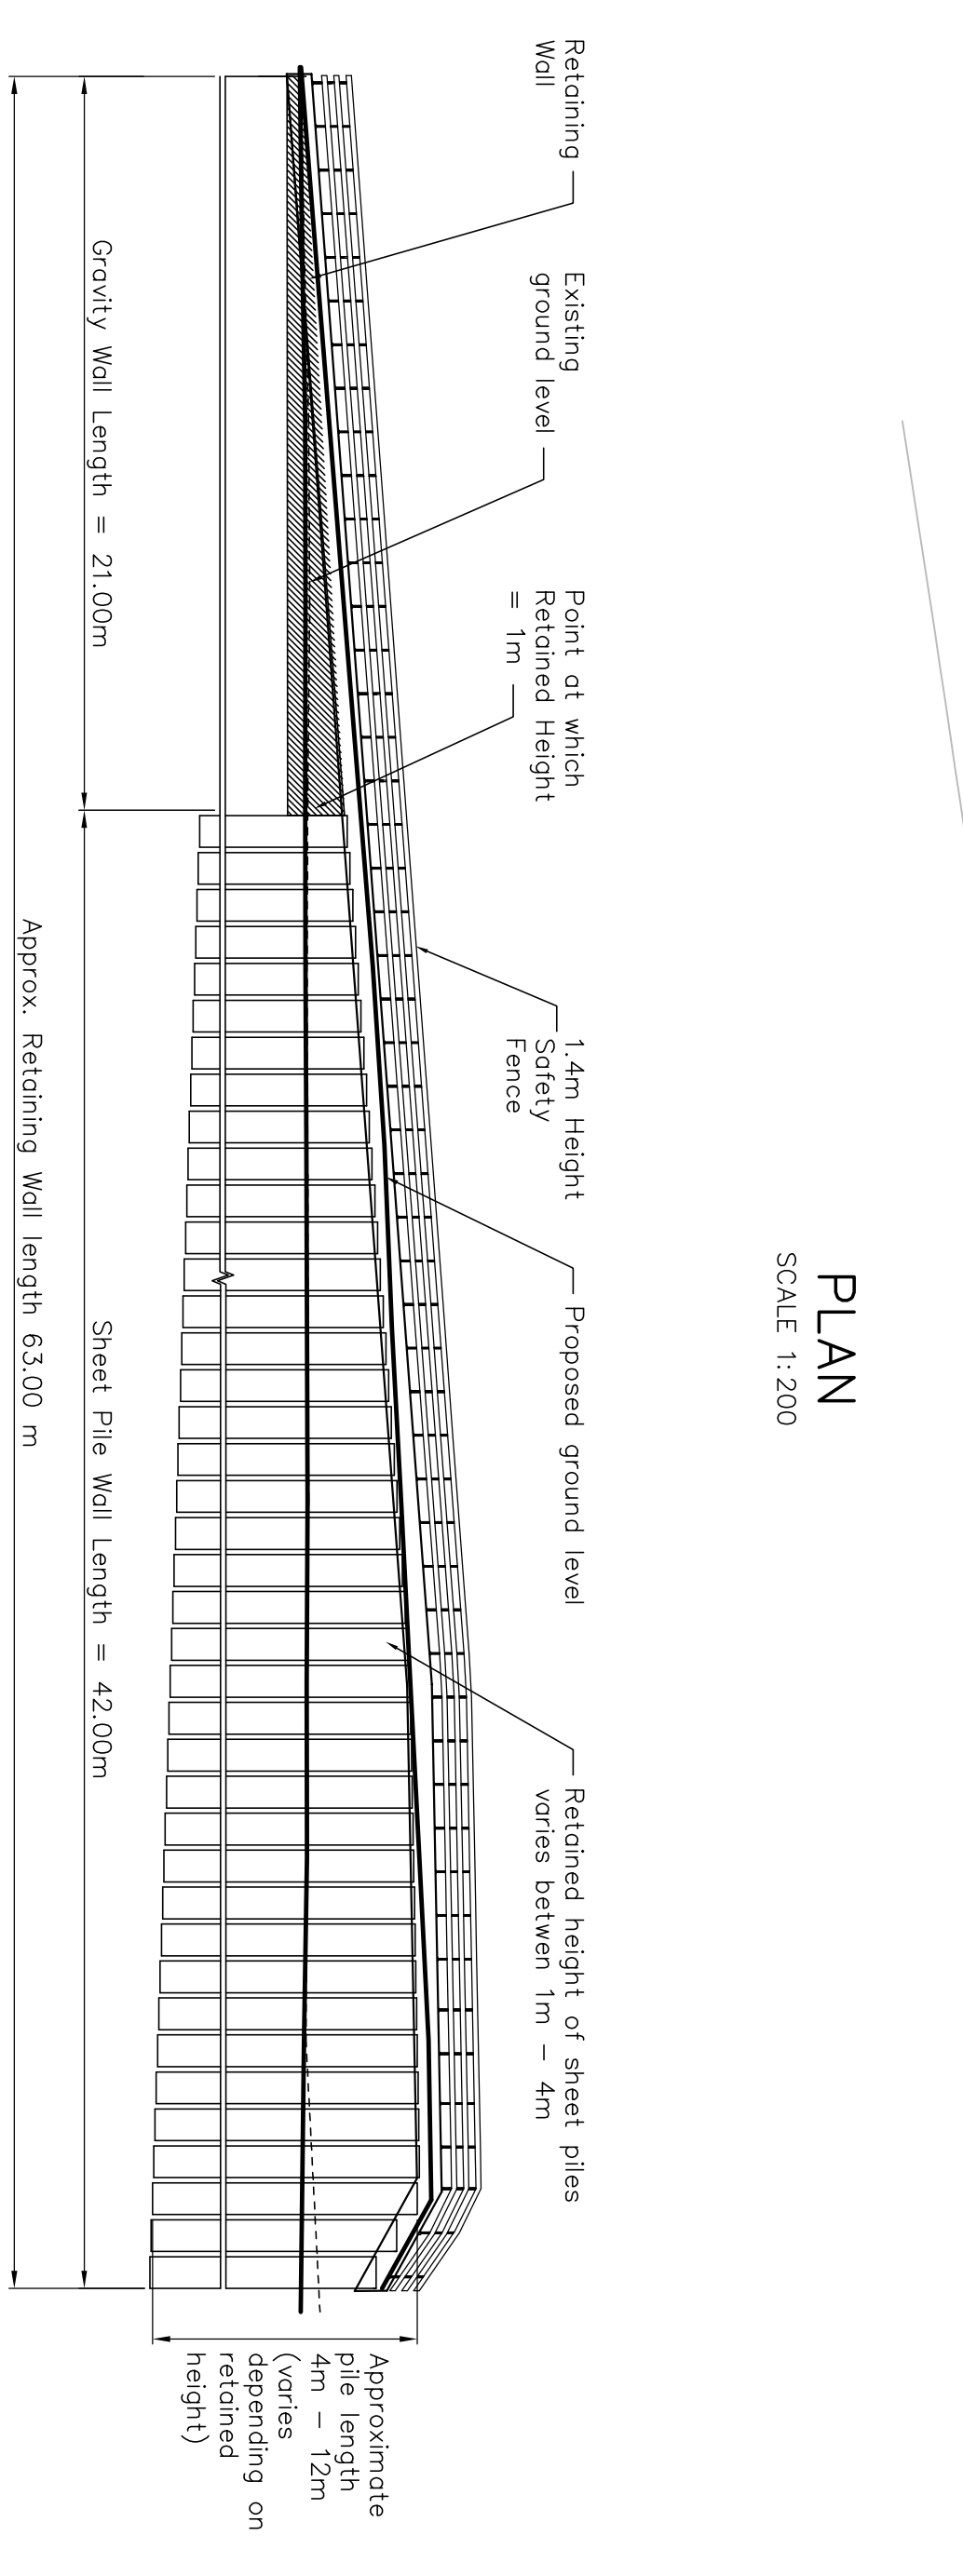 PLAN
SCALE 1:200
Retaining
Wall
Existing
ground level
Point at which
Retained Height
= 1m
1.4m Height
Safety
Fence
Proposed ground level
Retained height of sheet piles
varies betwen 1m - 4m
Approximate
pile length
4m - 12m
(varies
depending on
retained
height)
Gravity Wall Length = 21.00m
Sheet Pile Wall Length = 42.00m
Approx. Retaining Wall length 63.00 m